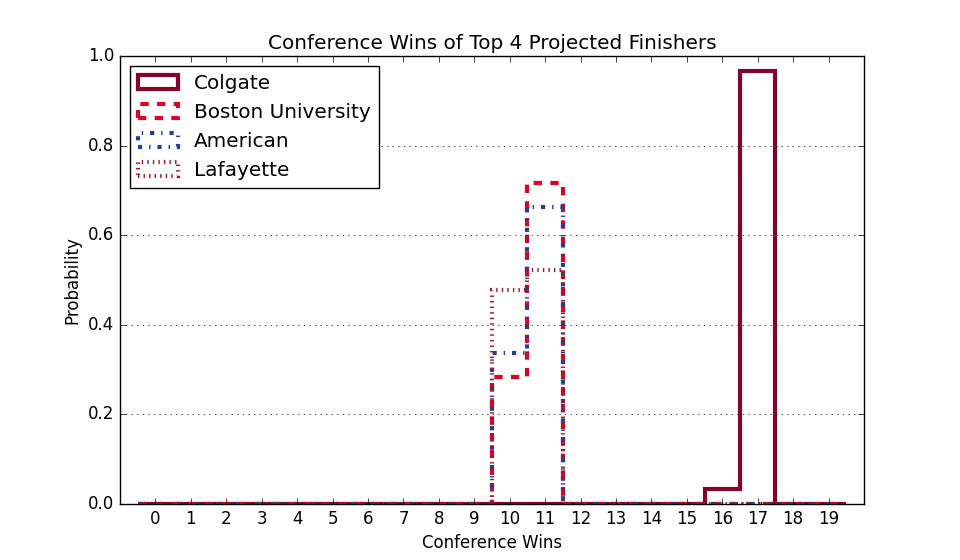 Conference Wins of Top 4 Projected Finishers
1.0
0.8
0.6
0.4
0.2
0.0
Probability
Colgate
Boston University
American
Lafayette
0 1 2 3 4 5 6 7 8 9 10 11 12 13 14 15 16 17 18 19
Conference Wins